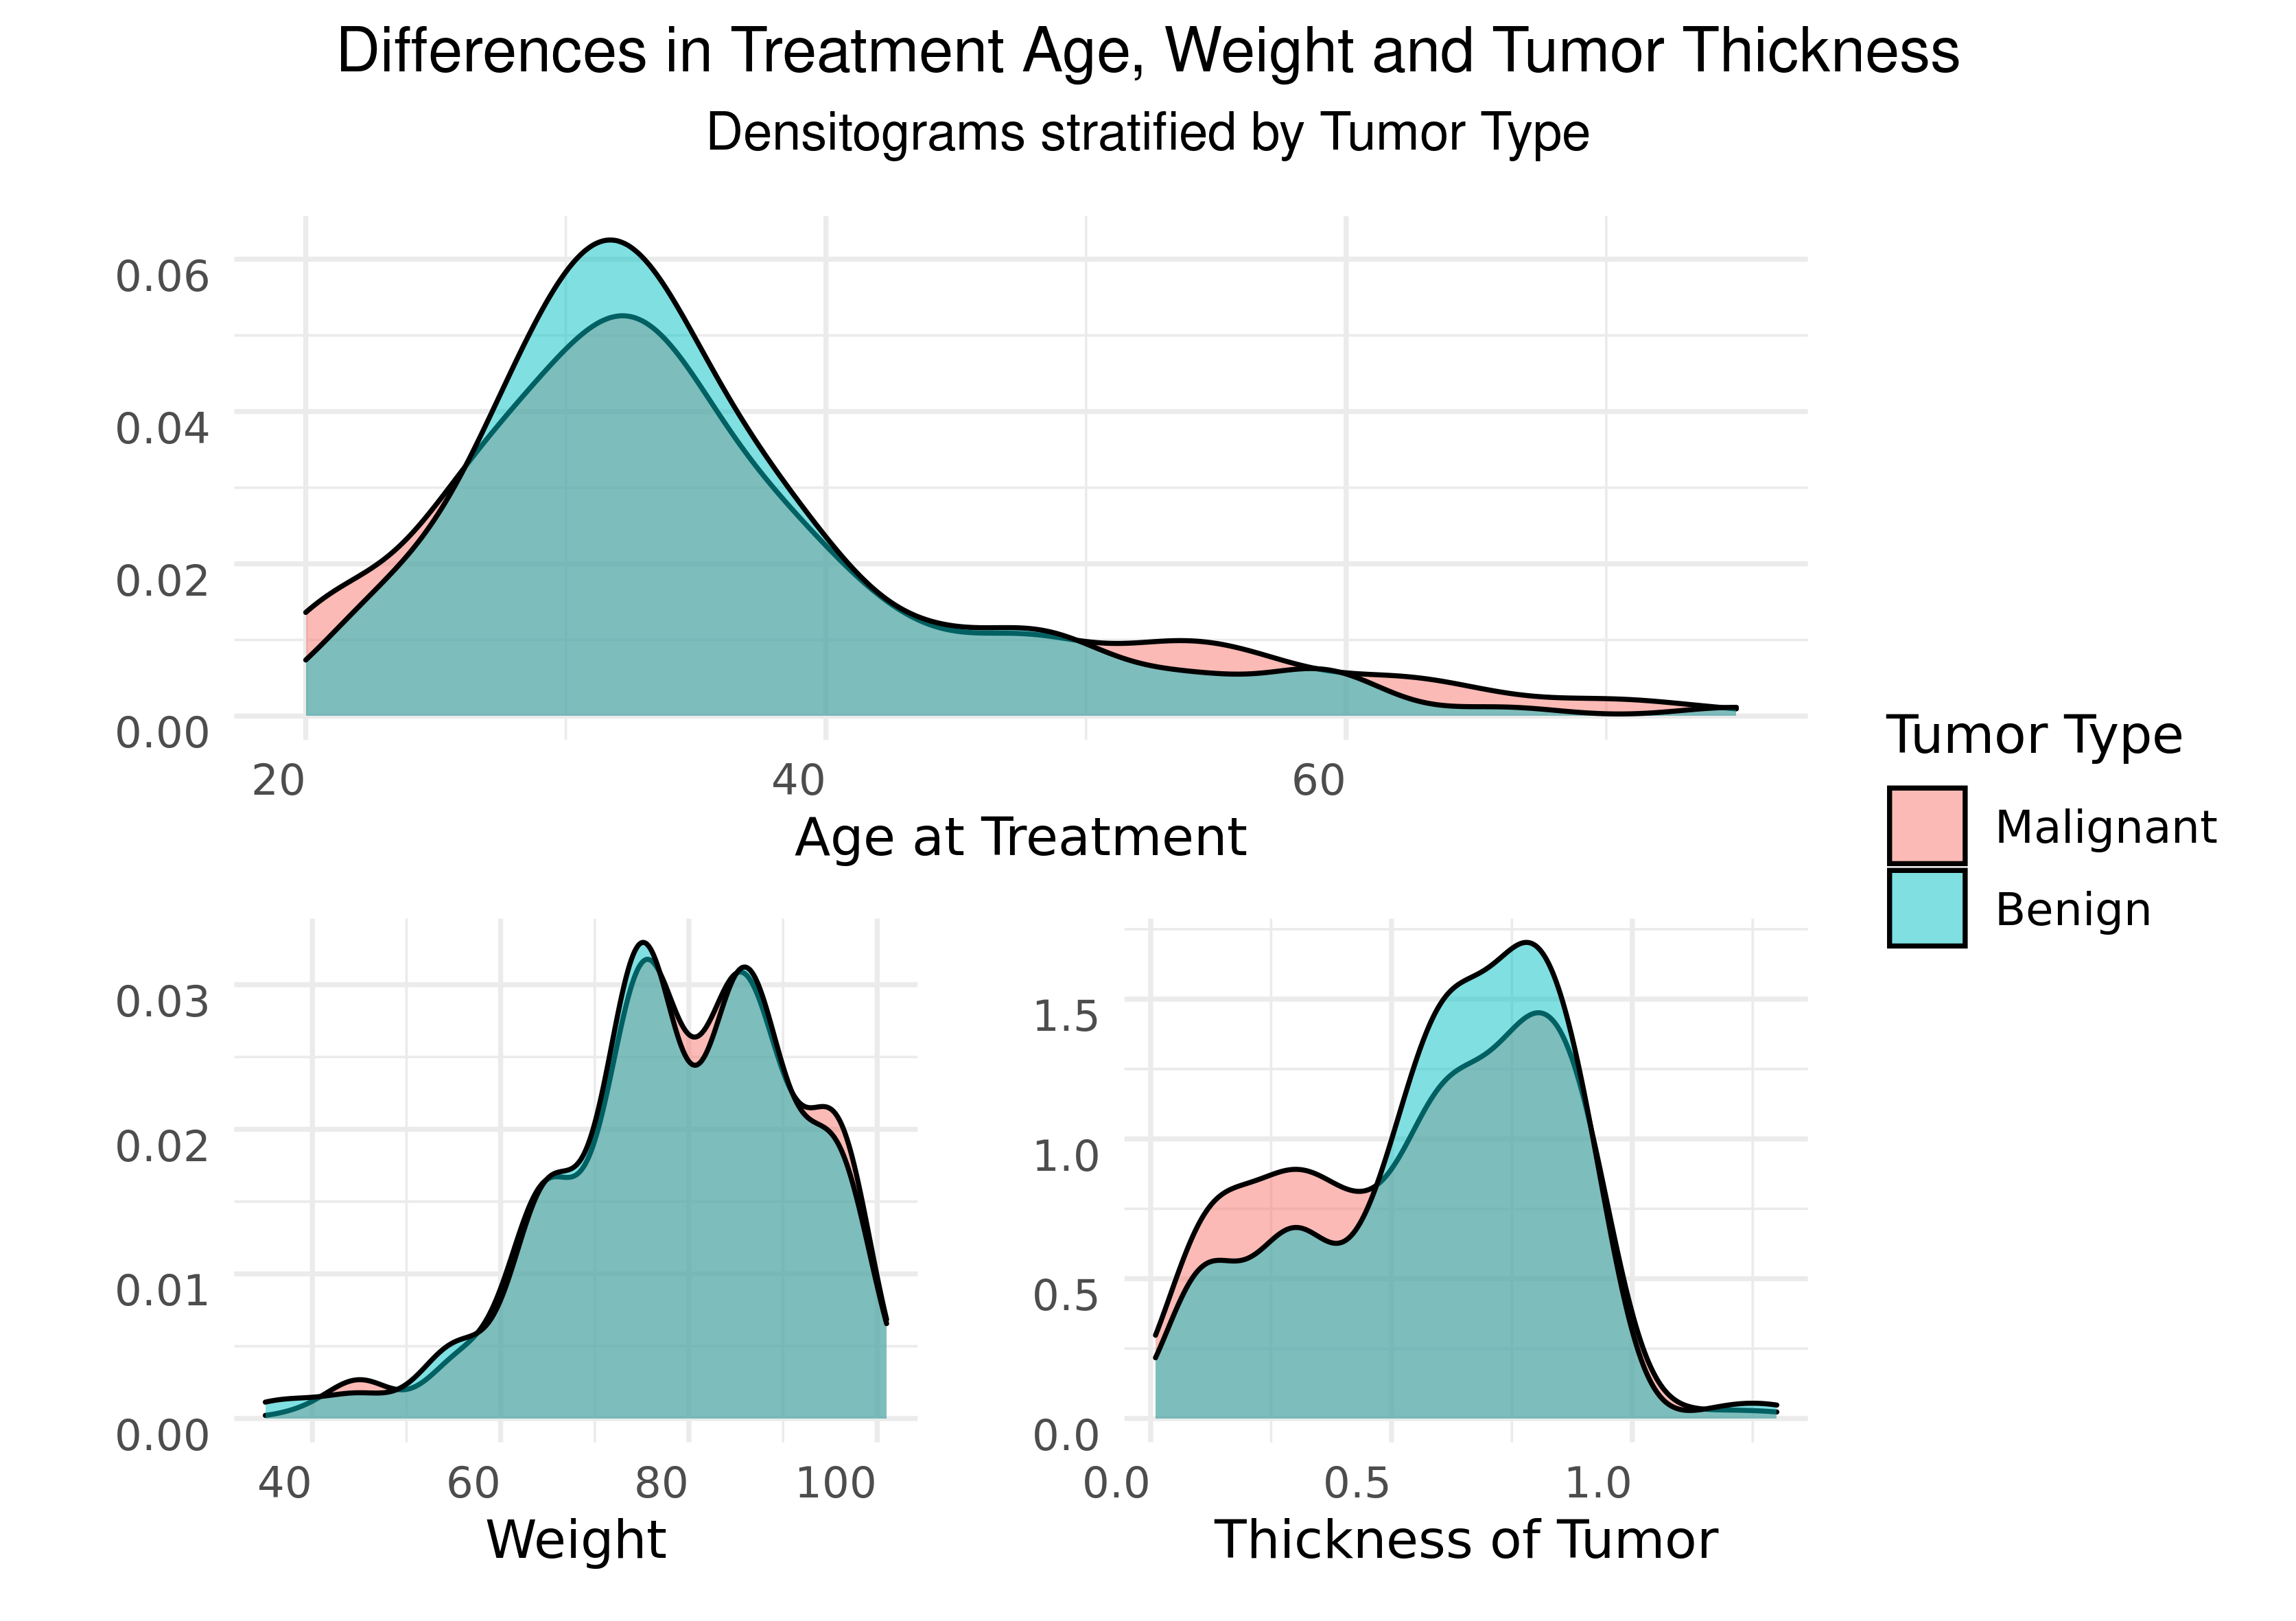 Differences in Treatment Age, Weight and Tumor Thickness
Densitograms stratified by Tumor Type
0.06
0.04
0.02
0.00
20 40 60
Age at Treatment
Tumor Type
Malignant
Benign
0.03
0.02
0.01
0.00
40 60 80 100
Weight
1.5
1.0
0.5
0.0
0.0 0.5 1.0
Thickness of Tumor